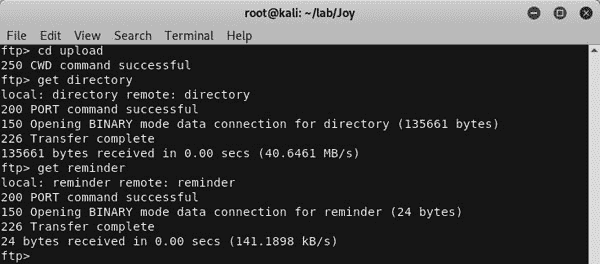 root@kali: ~/lab/Joy
File Edit View Search Terminal Help
ftp> cd upload
250 CWD command successful
ftp> get directory
local: directory remote: directory
200 PORT command successful
150 Opening BINARY mode data connection for directory (135661 bytes)
226 Transfer complete
135661 bytes received in 0.00 secs (40.6461 MB/s)
ftp> get reminder
local: reminder remote: reminder
200 PORT command successful
150 Opening BINARY mode data connection for reminder (24 bytes)
226 Transfer complete
24 bytes received in 0.00 secs (141.1898 kB/s)
ftp>